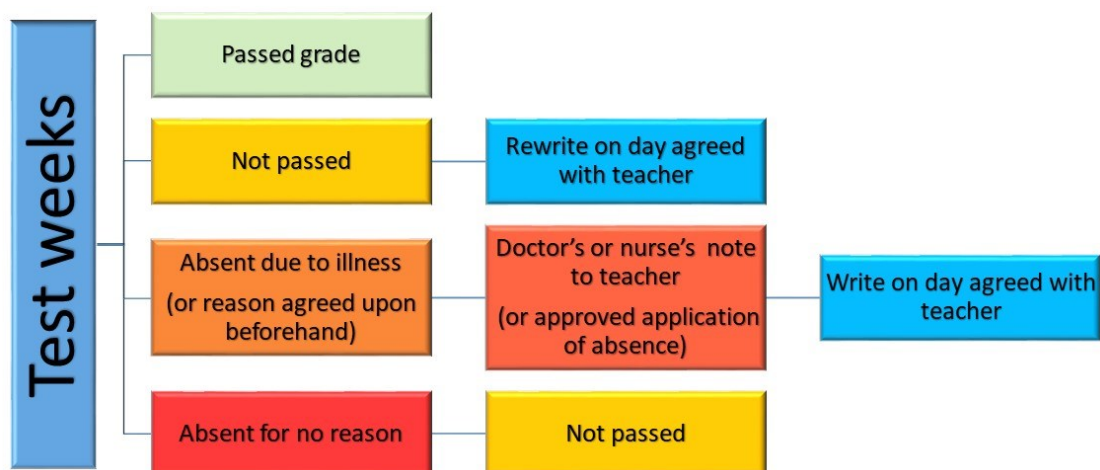 Test weeks
Passed grade
Not passed
Rewrite on day agreed
with teacher
Absent due to illness
(or reason agreed upon
beforehand)
Doctor's or nurse's note
to teacher
(or approved application
of absence)
Write on day agreed with
teacher
Absent for no reason
Not passed